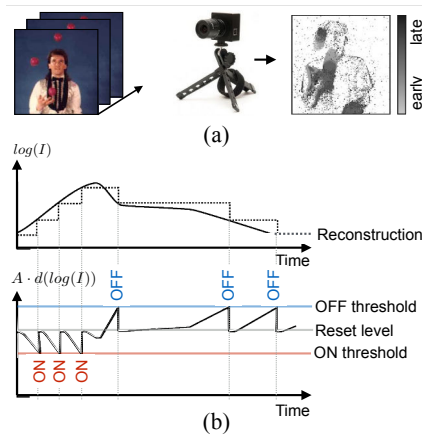 late
early
(a)
log(I)
Reconstruction
Time
A · d(log(I))
OFF
OFF
OFF
OFF threshold
Reset level
ON threshold
ON
ON
ON
Time
(b)